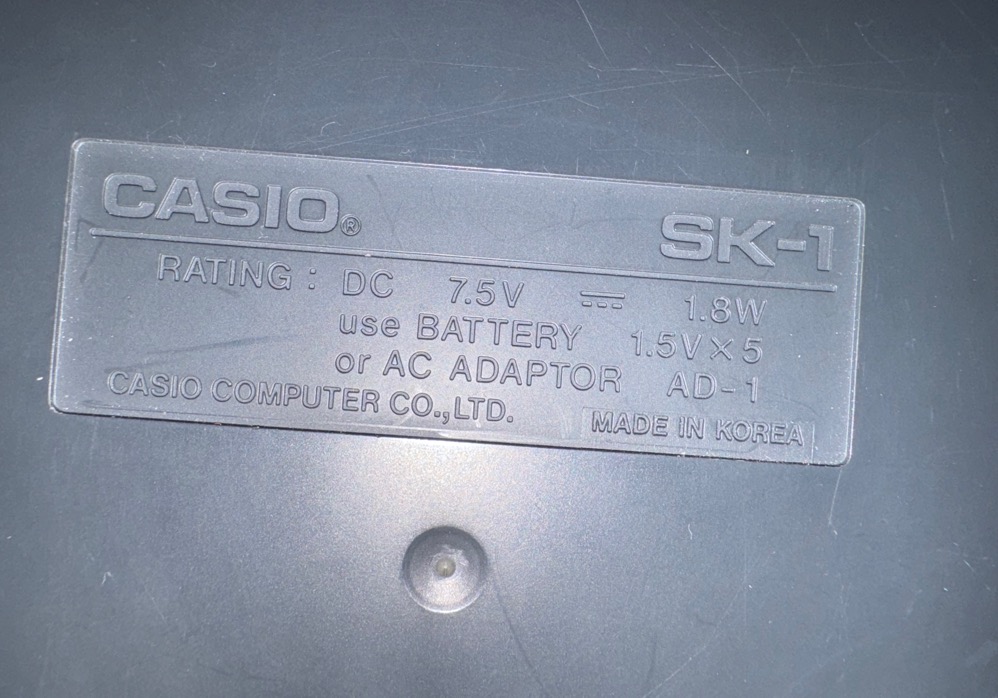 CASIO® SK-1
RATING : DC 7.5V ⎓ 1.8W
use BATTERY 1.5V×5
or AC ADAPTOR AD-1
CASIO COMPUTER CO.,LTD. MADE IN KOREA